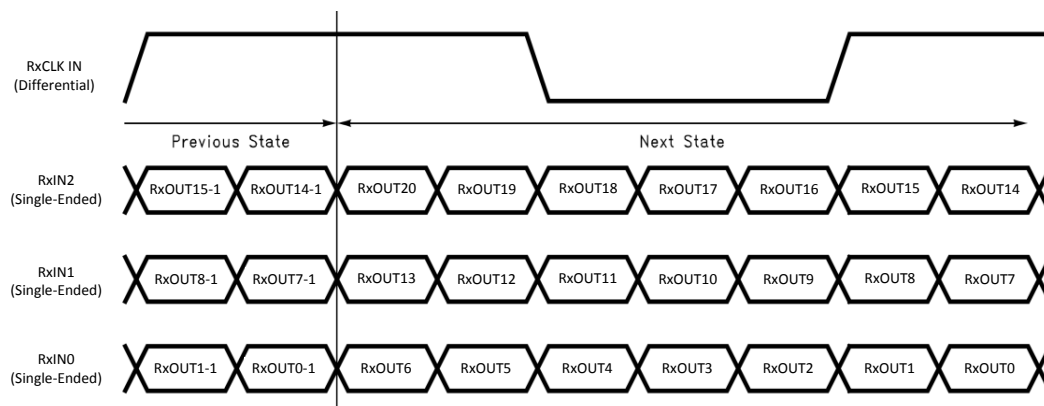 RxCLK IN
(Differential)
Previous State
Next State
RxIN2
(Single-Ended)
RxOUT15-1 RxOUT14-1 RxOUT20 RxOUT19 RxOUT18 RxOUT17 RxOUT16 RxOUT15 RxOUT14
RxIN1
(Single-Ended)
RxOUT8-1 RxOUT7-1 RxOUT13 RxOUT12 RxOUT11 RxOUT10 RxOUT9 RxOUT8 RxOUT7
RxIN0
(Single-Ended)
RxOUT1-1 RxOUT0-1 RxOUT6 RxOUT5 RxOUT4 RxOUT3 RxOUT2 RxOUT1 RxOUT0